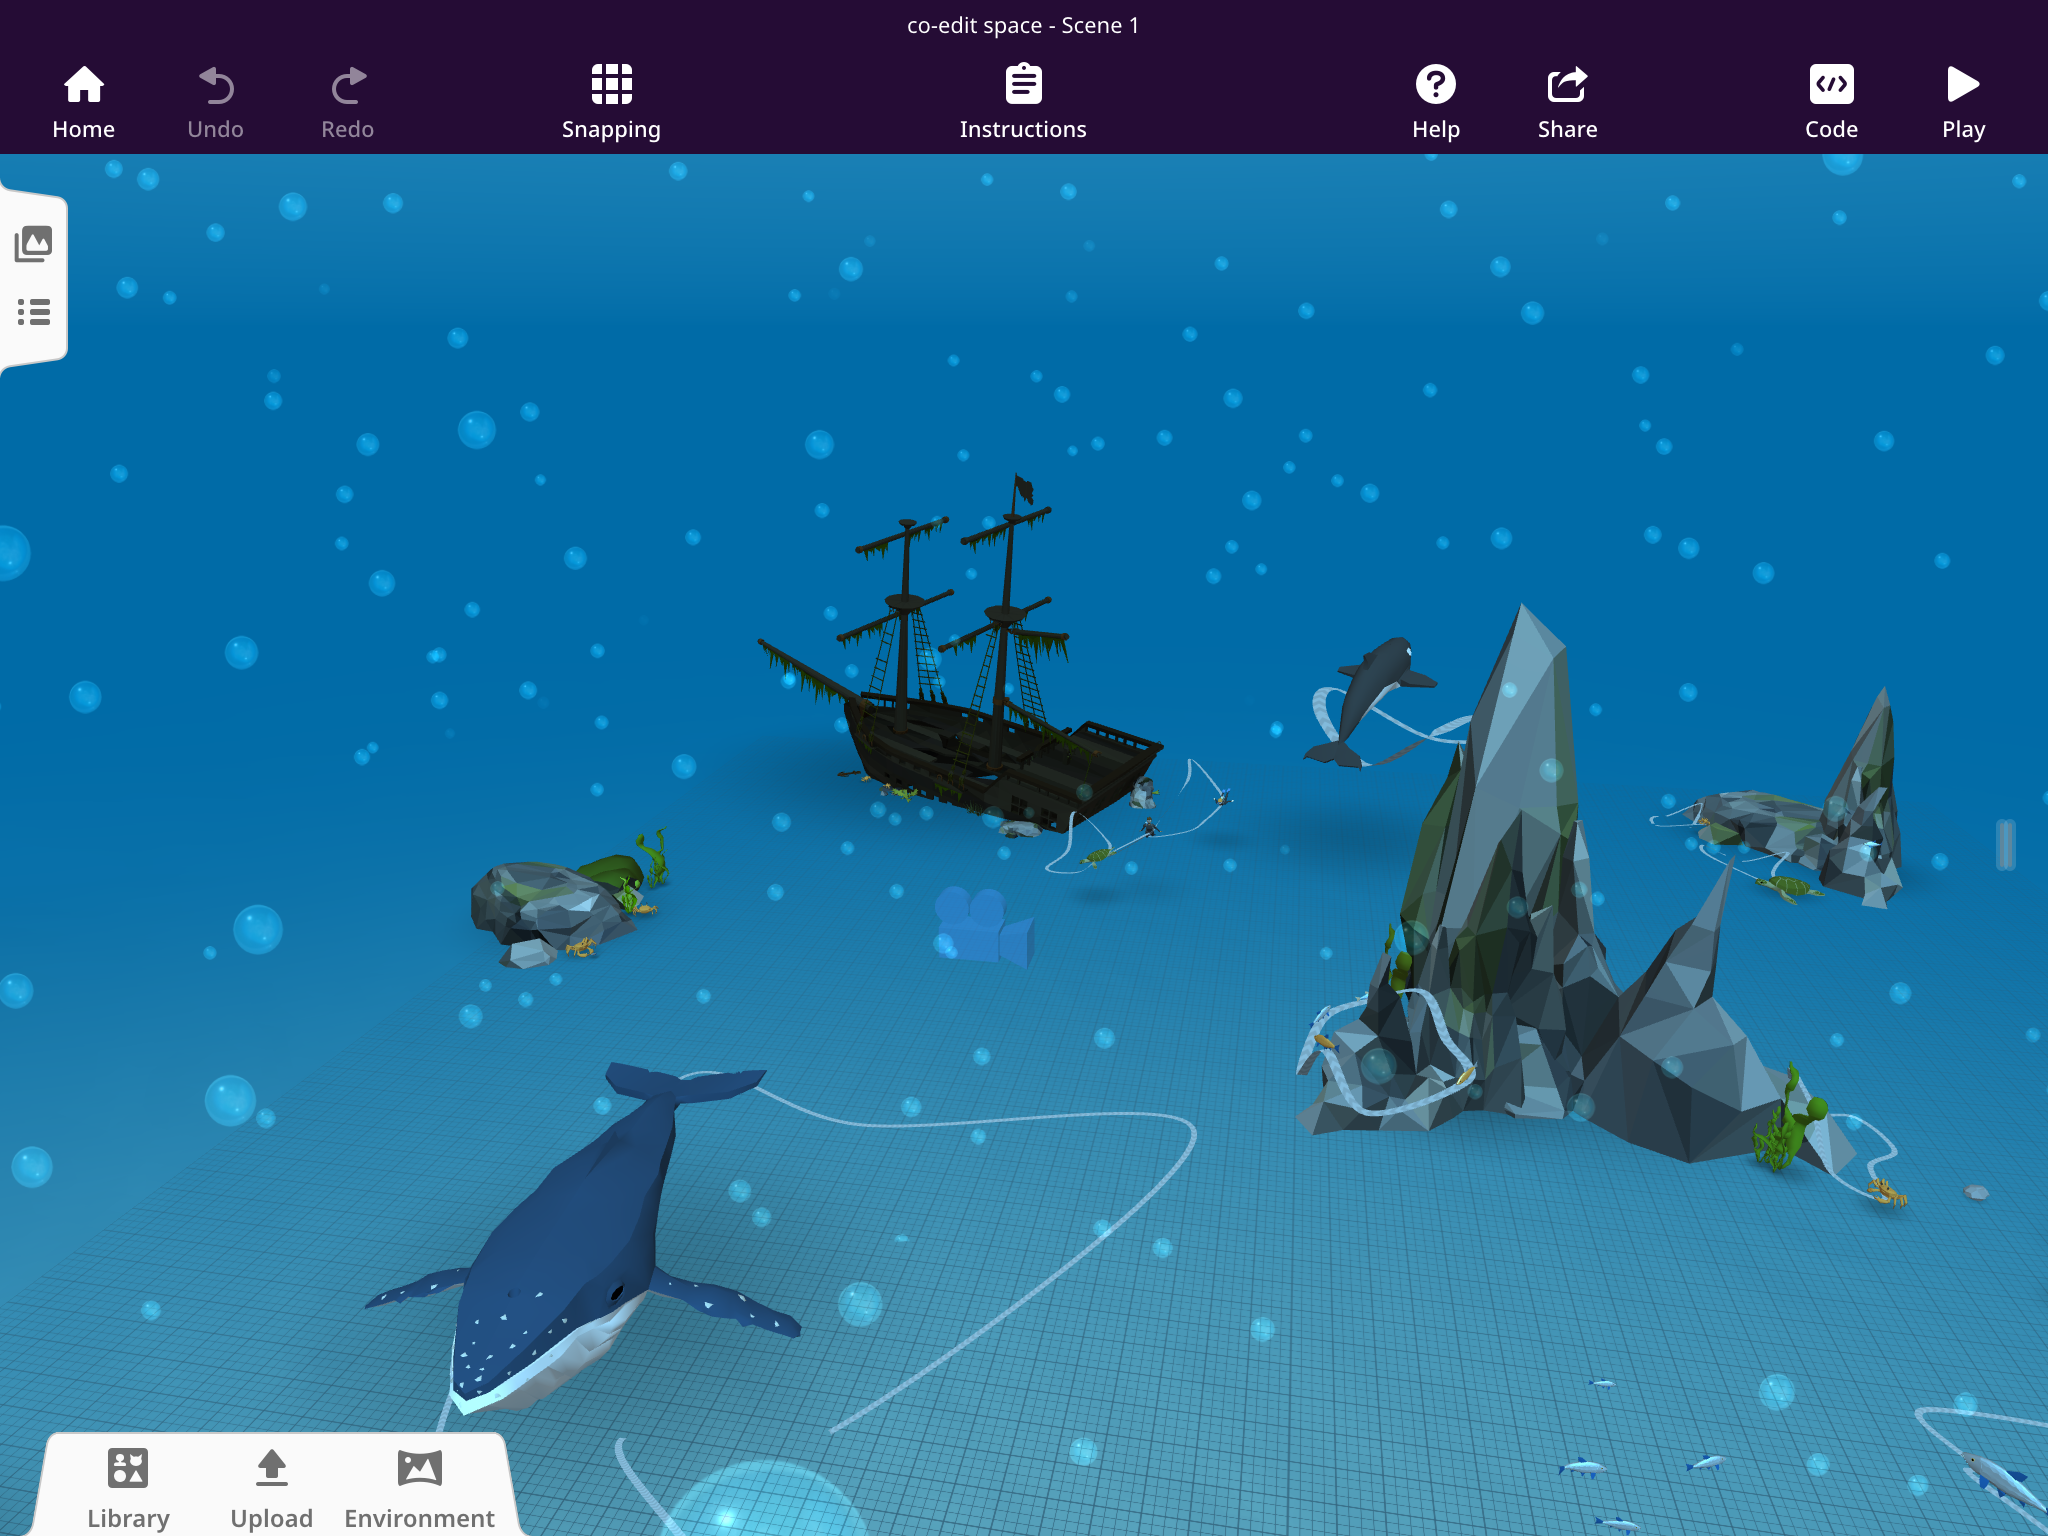 co-edit space - Scene 1
Home
Undo
Redo
Snapping
Instructions
Help
Share
Code
Play
Library
Upload
Environment